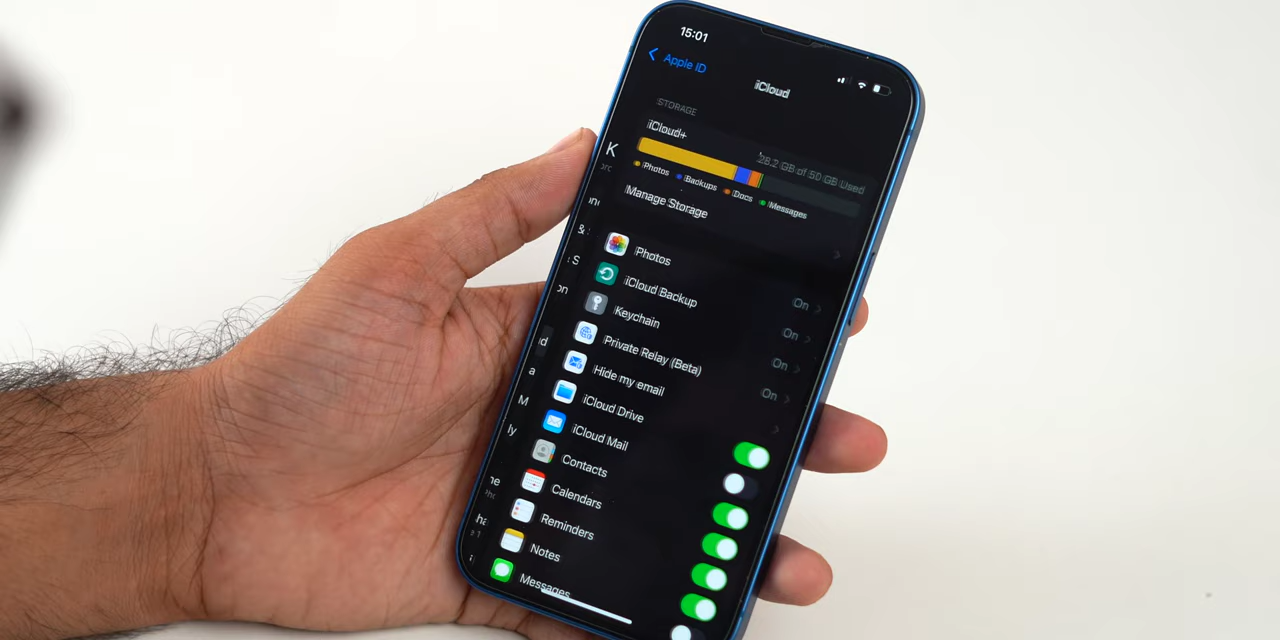 15:01
Apple ID
iCloud
STORAGE
iCloud+
28.2 GB of 50 GB Used
Photos Backups Docs Messages
Manage Storage
Photos On
iCloud Backup On
Keychain On
Private Relay (Beta) On
Hide my email
iCloud Drive
iCloud Mail
Contacts
Calendars
Reminders
Notes
Messages